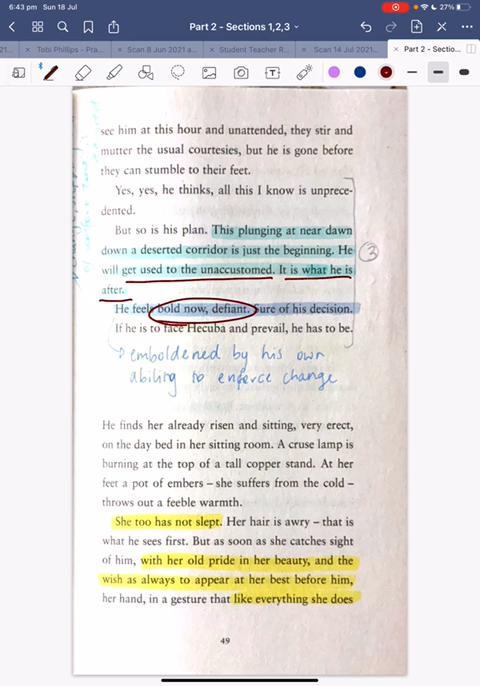 6:43 pm Sun 18 Jul
27%
Part 2 - Sections 1,2,3
Tobi Phillips - Pra...
Scan 8 Jun 2021 a...
Student Teacher R...
Scan 14 Jul 2021...
Part 2 - Sectio...
see him at this hour and unattended, they stir and
mutter the usual courtesies, but he is gone before
they can stumble to their feet.
Yes, yes, he thinks, all this I know is unprece-
dented.
But so is his plan. This plunging at near dawn
down a deserted corridor is just the beginning. He
will get used to the unaccustomed. It is what he is
after.
3
He feels bold now, defiant. Sure of his decision.
If he is to face Hecuba and prevail, he has to be.
emboldened by his own
abiling to enforce change
He finds her already risen and sitting, very erect,
on the day bed in her sitting room. A cruse lamp is
burning at the top of a tall copper stand. At her
feet a pot of embers – she suffers from the cold –
throws out a feeble warmth.
She too has not slept. Her hair is awry – that is
what he sees first. But as soon as she catches sight
of him, with her old pride in her beauty, and the
wish as always to appear at her best before him,
her hand, in a gesture that like everything she does
49